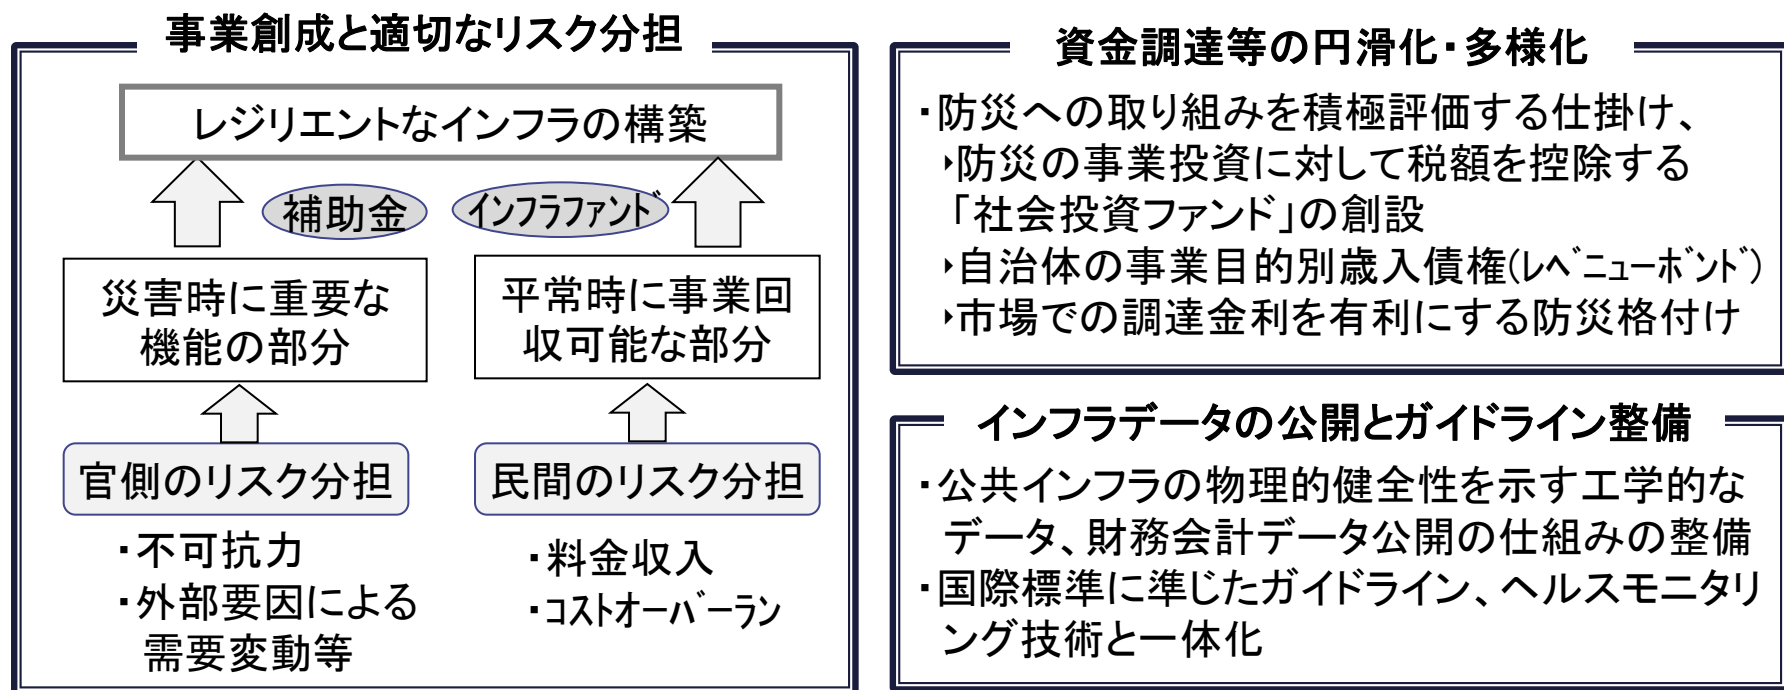 事業創成と適切なリスク分担
レジリエントなインフラの構築
補助金
インフラファンド
災害時に重要な
機能の部分
平常時に事業回
収可能な部分
官側のリスク分担
民間のリスク分担
・不可抗力
・外部要因による
需要変動等
・料金収入
・コストオーバーラン
資金調達等の円滑化・多様化
・防災への取り組みを積極評価する仕掛け、
‣防災の事業投資に対して税額を控除する
「社会投資ファンド」の創設
‣自治体の事業目的別歳入債権(ﾚﾍﾞﾆューﾎﾞﾝﾄﾞ)
‣市場での調達金利を有利にする防災格付け
インフラデータの公開とガイドライン整備
・公共インフラの物理的健全性を示す工学的な
データ、財務会計データ公開の仕組みの整備
・国際標準に準じたガイドライン、ヘルスモニタリ
ング技術と一体化